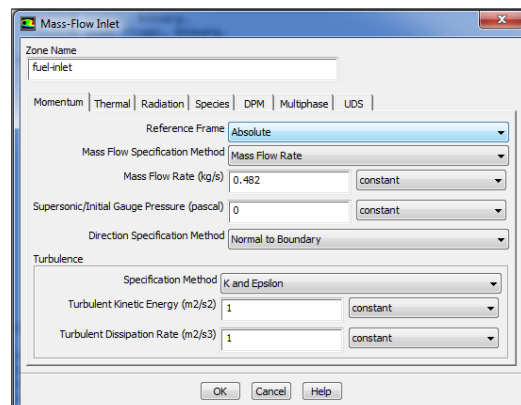 Mass-Flow Inlet
Zone Name
fuel-inlet
Momentum Thermal Radiation Species DPM Multiphase UDS
Reference Frame Absolute
Mass Flow Specification Method Mass Flow Rate
Mass Flow Rate (kg/s) 0.482 constant
Supersonic/Initial Gauge Pressure (pascal) 0 constant
Direction Specification Method Normal to Boundary
Turbulence
Specification Method K and Epsilon
Turbulent Kinetic Energy (m2/s2) 1 constant
Turbulent Dissipation Rate (m2/s3) 1 constant
OK Cancel Help